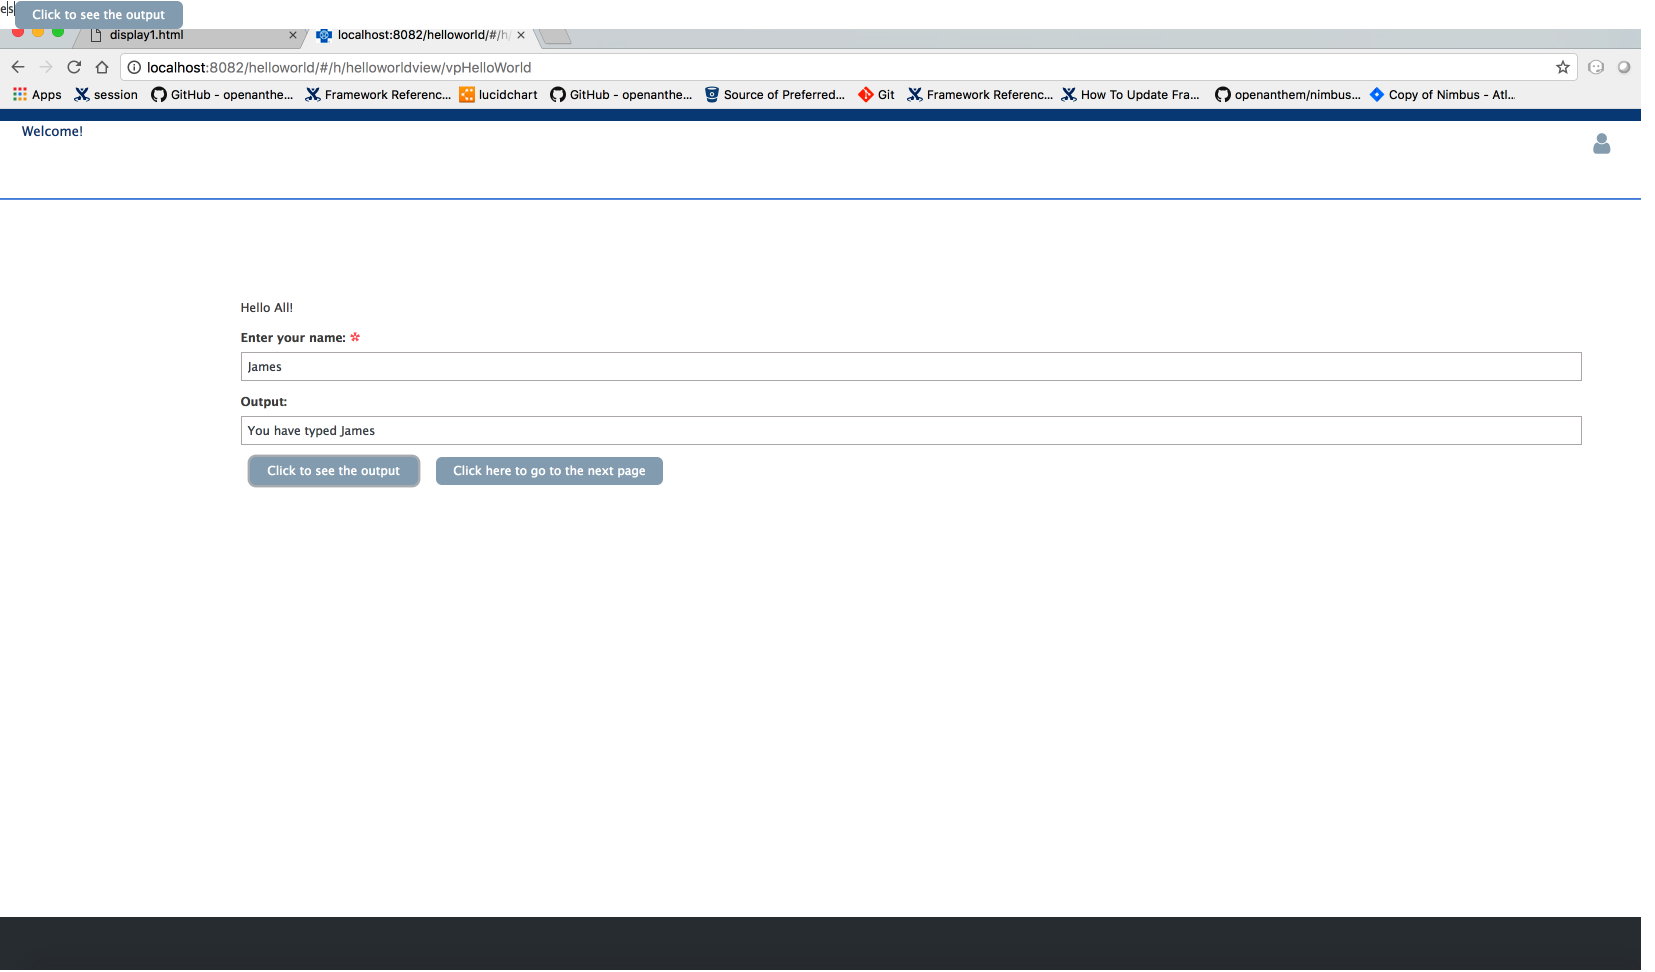 es Click to see the output
display1.html localhost:8082/helloworld/#/h/
localhost:8082/helloworld/#/h/helloworldview/vpHelloWorld
Apps session GitHub - openanthe... Framework Referenc... lucidchart GitHub - openanthe... Source of Preferred... Git Framework Referenc... How To Update Fra... openanthem/nimbus... Copy of Nimbus - Atl...
Welcome!
Hello All!
Enter your name: *
James
Output:
You have typed James
Click to see the output Click here to go to the next page